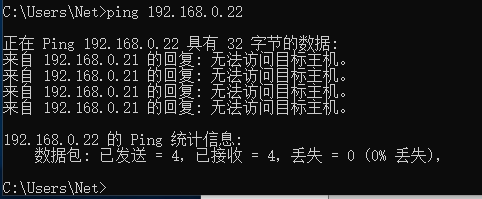 C:\Users\Net>ping 192.168.0.22
正在 Ping 192.168.0.22 具有 32 字节的数据:
来自 192.168.0.21 的回复: 无法访问目标主机。
来自 192.168.0.21 的回复: 无法访问目标主机。
来自 192.168.0.21 的回复: 无法访问目标主机。
来自 192.168.0.21 的回复: 无法访问目标主机。
192.168.0.22 的 Ping 统计信息:
数据包: 已发送 = 4，已接收 = 4，丢失 = 0 (0% 丢失)，
C:\Users\Net>